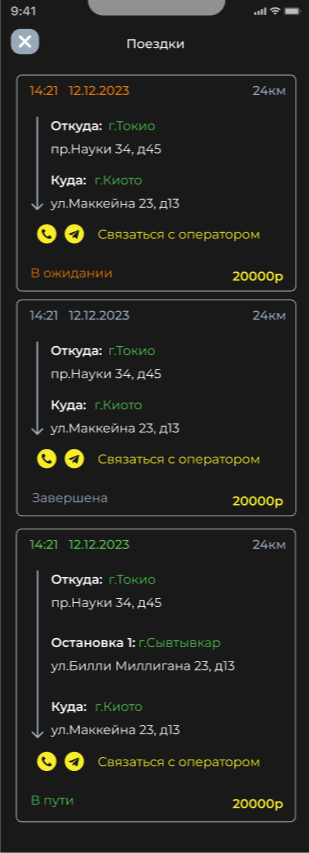 9:41
Поездки
14:21 12.12.2023 24км
Откуда: г.Токио
пр.Науки 34, д45
Куда: г.Киото
ул.Маккейна 23, д13
Связаться с оператором
В ожидании 20000р
14:21 12.12.2023 24км
Откуда: г.Токио
пр.Науки 34, д45
Куда: г.Киото
ул.Маккейна 23, д13
Связаться с оператором
Завершена 20000р
14:21 12.12.2023 24км
Откуда: г.Токио
пр.Науки 34, д45
Остановка 1: г.Сывтывкар
ул.Билли Миллигана 23, д13
Куда: г.Киото
ул.Маккейна 23, д13
Связаться с оператором
В пути 20000р